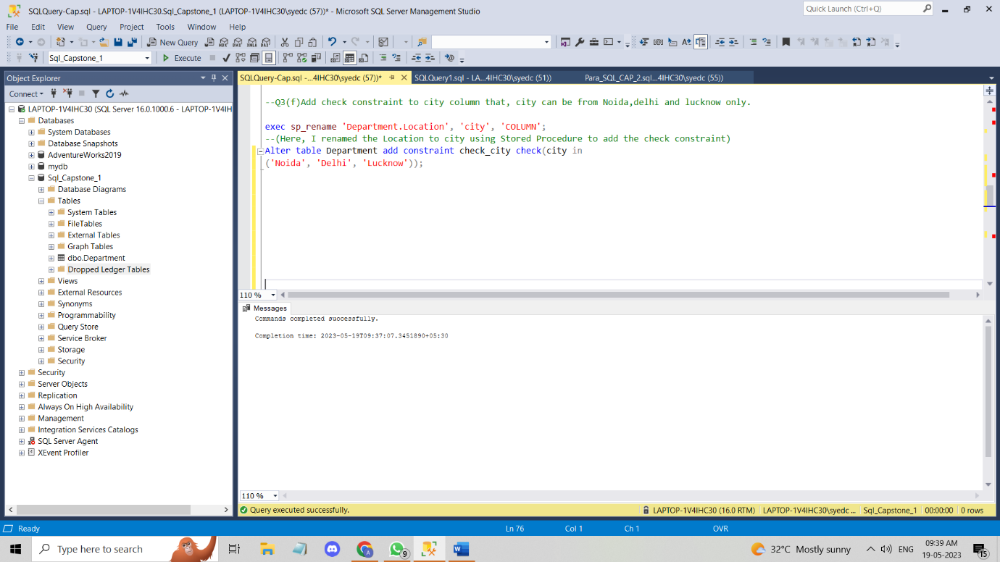 SQLQuery-Cap.sql - LAPTOP-1V4IHC30.Sql_Capstone_1 (LAPTOP-1V4IHC30\syedc (57))* - Microsoft SQL Server Management Studio
Quick Launch (Ctrl+Q)
File Edit View Query Project Tools Window Help
New Query
Sql_Capstone_1 Execute
Object Explorer
Connect
LAPTOP-1V4IHC30 (SQL Server 16.0.1000.6 - LAPTOP-1V4IH
Databases
System Databases
Database Snapshots
AdventureWorks2019
mydb
Sql_Capstone_1
Database Diagrams
Tables
System Tables
FileTables
External Tables
Graph Tables
dbo.Department
Dropped Ledger Tables
Views
External Resources
Synonyms
Programmability
Query Store
Service Broker
Storage
Security
Security
Server Objects
Replication
Always On High Availability
Management
Integration Services Catalogs
SQL Server Agent
XEvent Profiler
SQLQuery-Cap.sql -...4IHC30\syedc (57))* SQLQuery1.sql - LA...4IHC30\syedc (51)) Para_SQL_CAP_2.sql...4IHC30\syedc (55))
--Q3(f)Add check constraint to city column that, city can be from Noida,delhi and lucknow only.
exec sp_rename 'Department.Location', 'city', 'COLUMN';
--(Here, I renamed the Location to city using Stored Procedure to add the check constraint)
Alter table Department add constraint check_city check(city in
('Noida', 'Delhi', 'Lucknow'));
110 %
Messages
Commands completed successfully.
Completion time: 2023-05-19T09:37:07.3451890+05:30
110 %
Query executed successfully. LAPTOP-1V4IHC30 (16.0 RTM) LAPTOP-1V4IHC30\syedc ... Sql_Capstone_1 00:00:00 0 rows
Ready Ln 76 Col 1 Ch 1 OVR
Type here to search 9 32°C Mostly sunny ENG 09:39 AM 19-05-2023 15